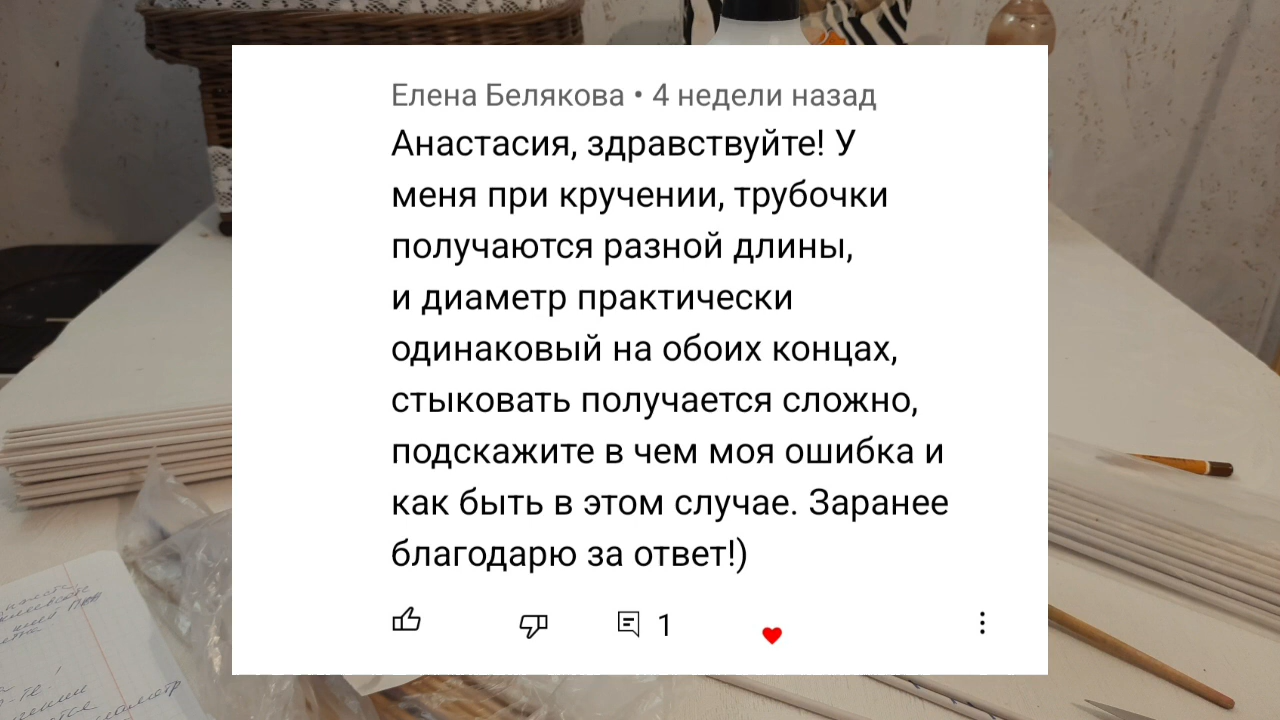 Елена Белякова • 4 недели назад
Анастасия, здравствуйте! У
меня при кручении, трубочки
получаются разной длины,
и диаметр практически
одинаковый на обоих концах,
стыковать получается сложно,
подскажите в чем моя ошибка и
как быть в этом случае. Заранее
благодарю за ответ!)
1